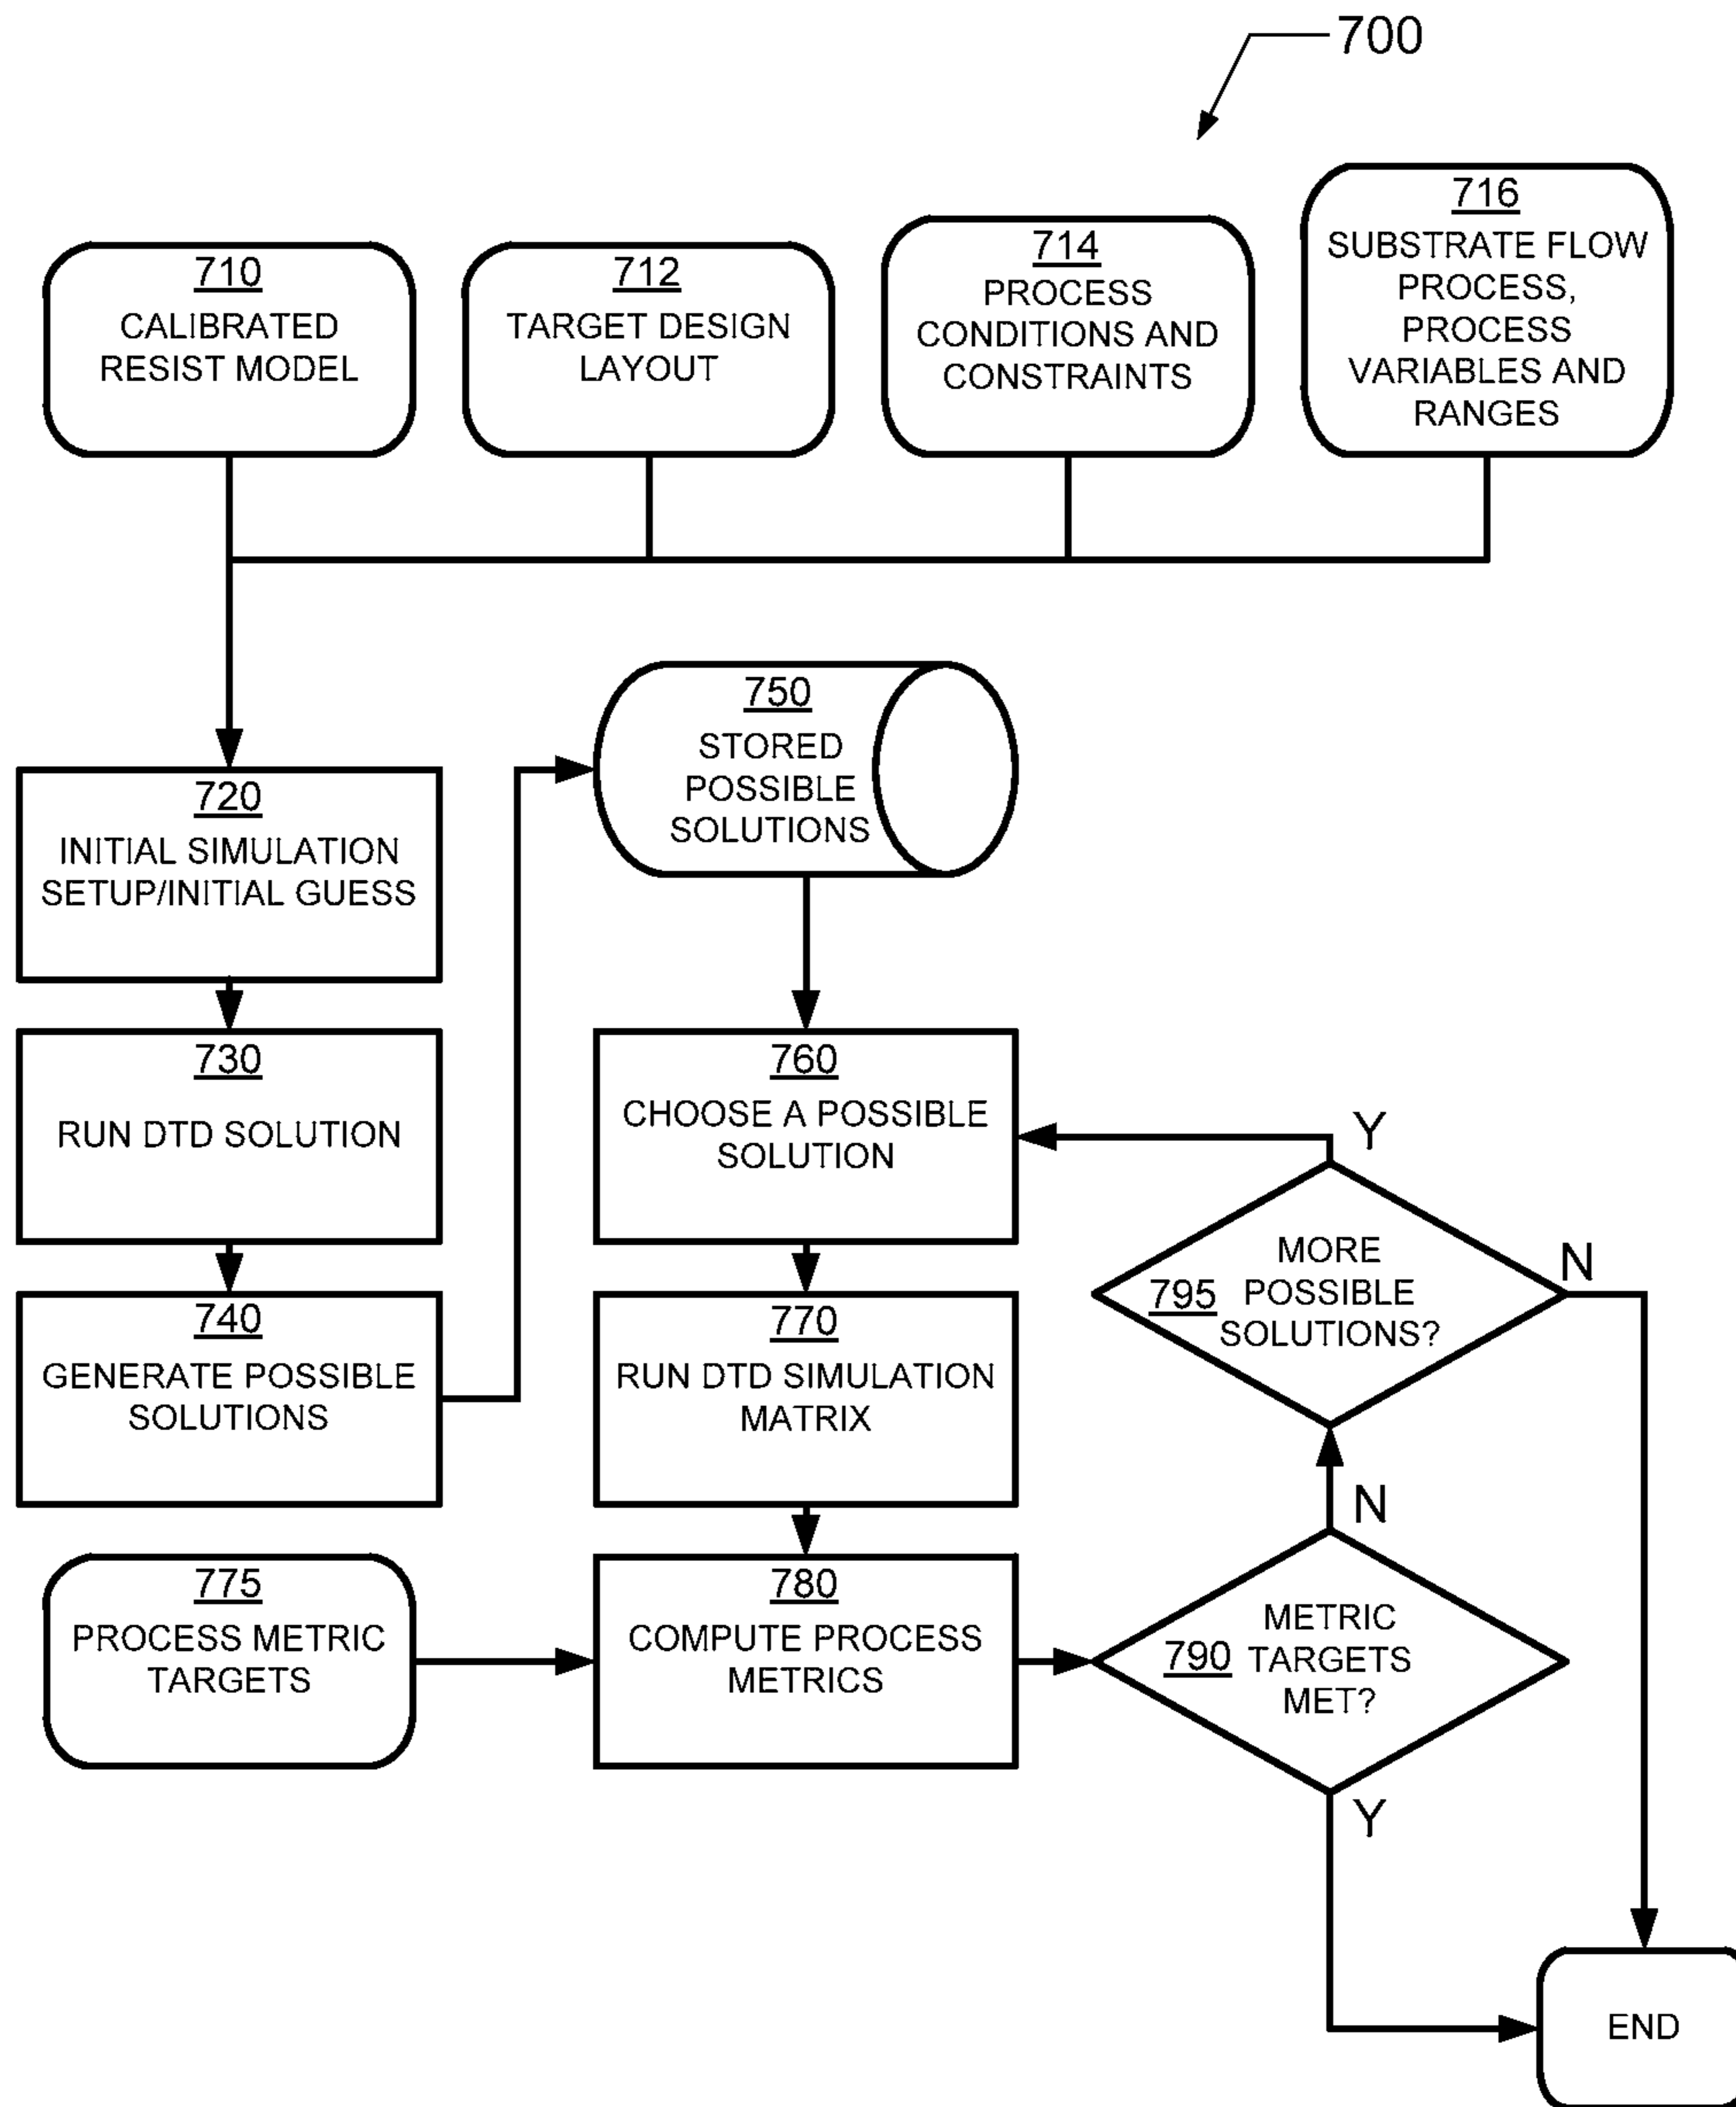 700
710
CALIBRATED
RESIST MODEL
712
TARGET DESIGN
LAYOUT
714
PROCESS
CONDITIONS AND
CONSTRAINTS
716
SUBSTRATE FLOW
PROCESS,
PROCESS
VARIABLES AND
RANGES
720
INITIAL SIMULATION
SETUP/INITIAL GUESS
730
RUN DTD SOLUTION
740
GENERATE POSSIBLE
SOLUTIONS
750
STORED
POSSIBLE
SOLUTIONS
760
CHOOSE A POSSIBLE
SOLUTION
770
RUN DTD SIMULATION
MATRIX
775
PROCESS METRIC
TARGETS
780
COMPUTE PROCESS
METRICS
790
METRIC
TARGETS
MET?
N
Y
795
MORE
POSSIBLE
SOLUTIONS?
Y
N
END